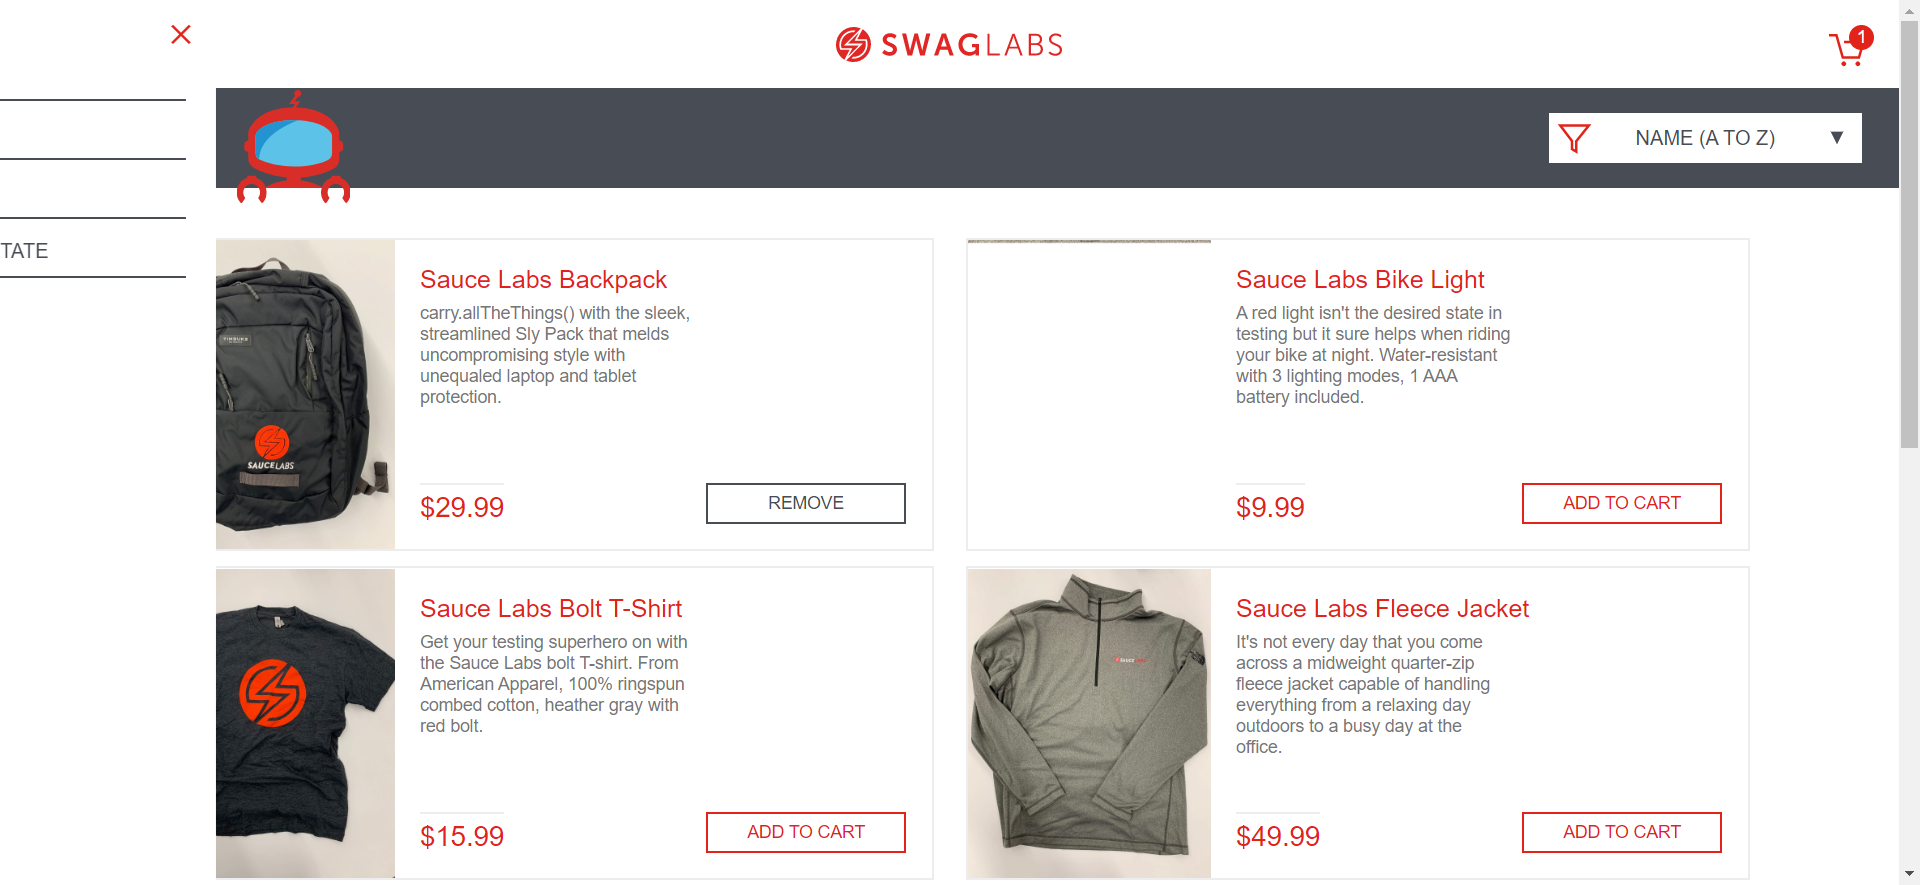 SWAGLABS
1
NAME (A TO Z)
TATE
Sauce Labs Backpack
carry.allTheThings() with the sleek,
streamlined Sly Pack that melds
uncompromising style with
unequaled laptop and tablet
protection.
SAUCELABS
$29.99
REMOVE
Sauce Labs Bike Light
A red light isn't the desired state in
testing but it sure helps when riding
your bike at night. Water-resistant
with 3 lighting modes, 1 AAA
battery included.
$9.99
ADD TO CART
Sauce Labs Bolt T-Shirt
Get your testing superhero on with
the Sauce Labs bolt T-shirt. From
American Apparel, 100% ringspun
combed cotton, heather gray with
red bolt.
$15.99
ADD TO CART
Sauce Labs Fleece Jacket
It's not every day that you come
across a midweight quarter-zip
fleece jacket capable of handling
everything from a relaxing day
outdoors to a busy day at the
office.
SAUCELABS
$49.99
ADD TO CART